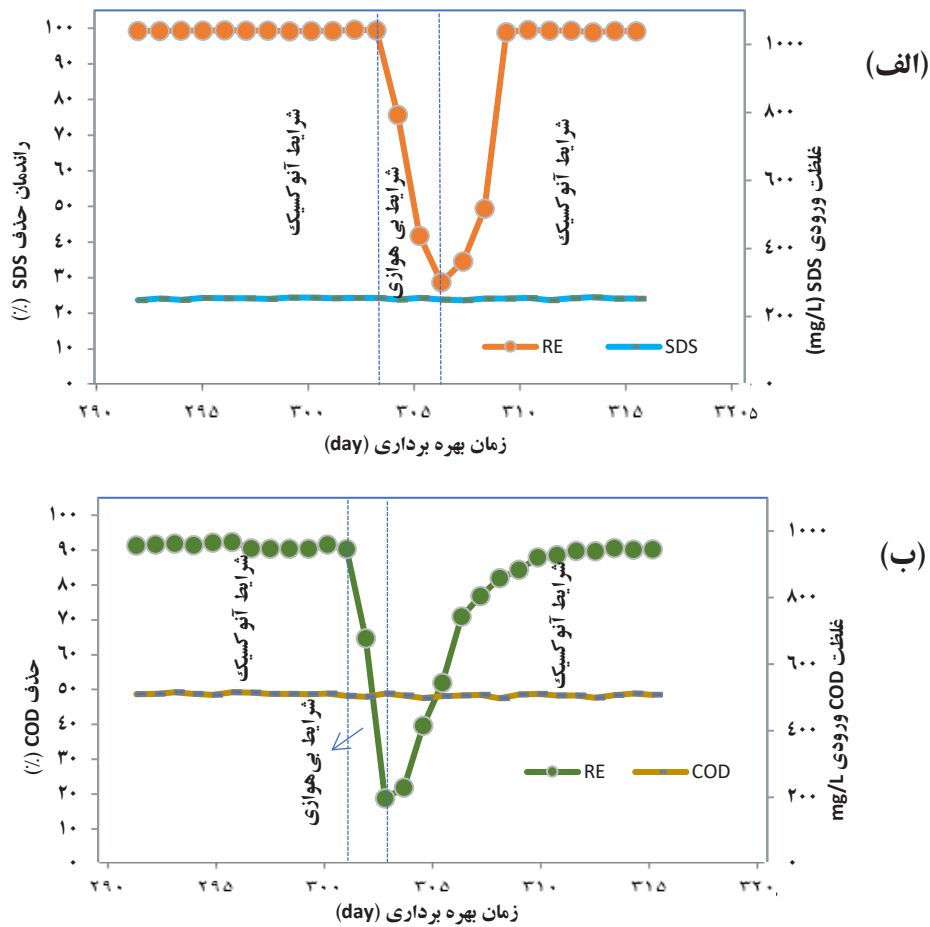 (الف)
راندمان حذف SDS (٪)
۱۰۰
۹۰
۸۰
۷۰
۶۰
۵۰
۴۰
۳۰
۲۰
۱۰
۰
شرایط آنوکسیک
شرایط بی هوازی
شرایط آنوکسیک
RE
SDS
۱۰۰۰
۸۰۰
۶۰۰
۴۰۰
۲۰۰
۰
غلظت ورودی SDS (mg/L)
۲۹۰ ۲۹۵ ۳۰۰ ۳۰۵ ۳۱۰ ۳۱۵ ۳۲۰۵
زمان بهره برداری (day)
(ب)
حذف COD (٪)
۱۰۰
۹۰
۸۰
۷۰
۶۰
۵۰
۴۰
۳۰
۲۰
۱۰
۰
شرایط آنوکسیک
شرایط بی هوازی
شرایط آنوکسیک
RE
COD
۱۰۰۰
۸۰۰
۶۰۰
۴۰۰
۲۰۰
۰
غلظت COD ورودی mg/L
۲۹۰ ۲۹۵ ۳۰۰ ۳۰۵ ۳۱۰ ۳۱۵ ۳۲۰
زمان بهره برداری (day)